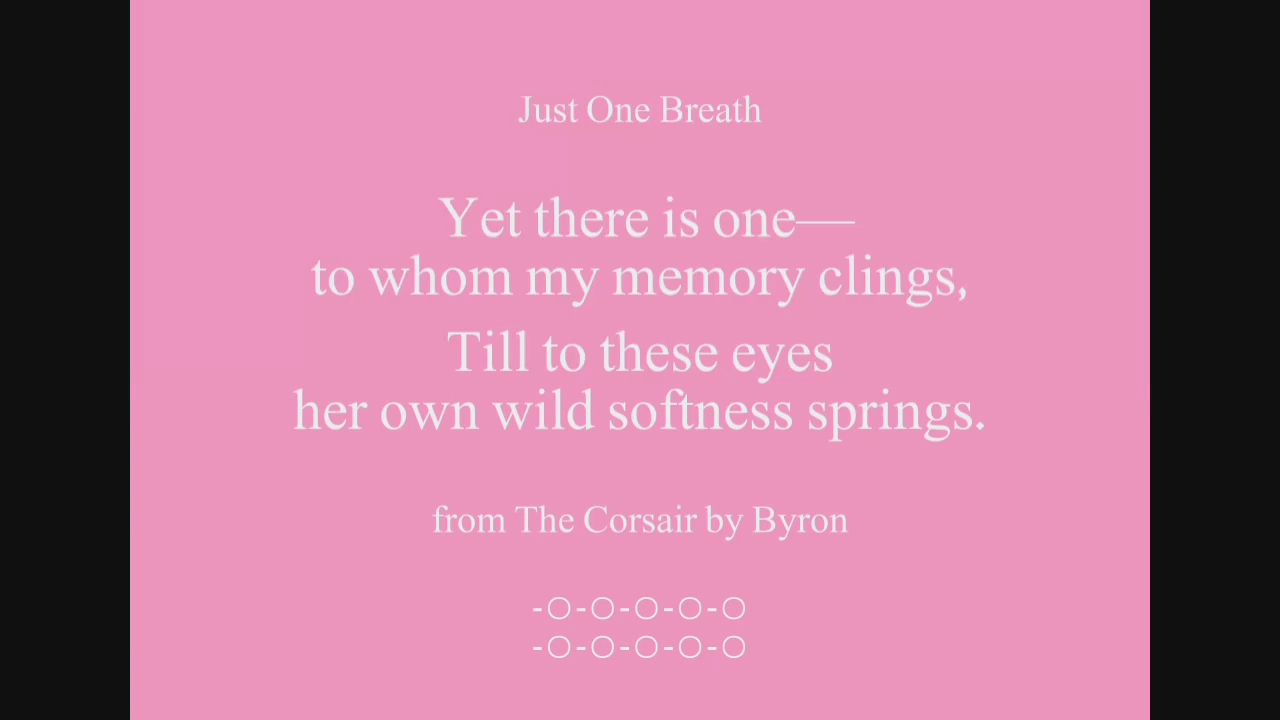 Just One Breath
Yet there is one—
to whom my memory clings,
Till to these eyes
her own wild softness springs.
from The Corsair by Byron
-○-○-○-○-○
-○-○-○-○-○